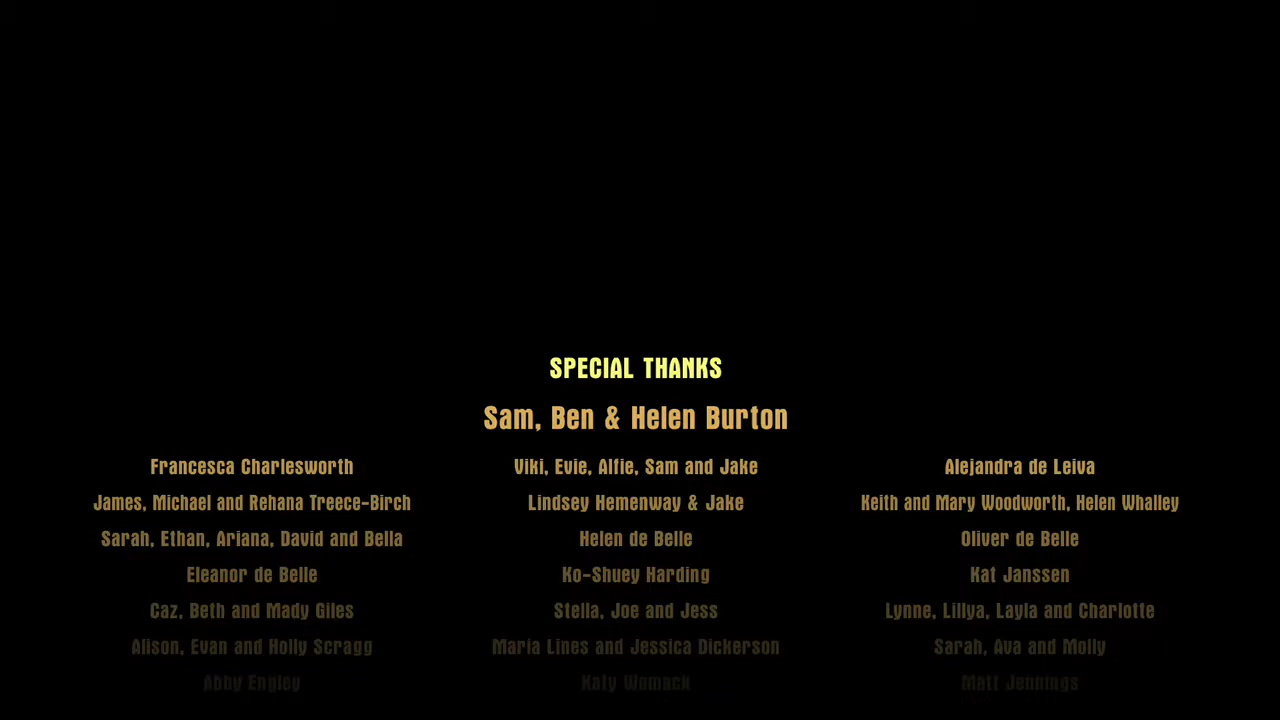 SPECIAL THANKS
Sam, Ben & Helen Burton
Francesca Charlesworth
Viki, Evie, Alfie, Sam and Jake
Alejandra de Leiva
James, Michael and Rehana Treece-Birch
Lindsey Hemenway & Jake
Keith and Mary Woodworth, Helen Whalley
Sarah, Ethan, Ariana, David and Bella
Helen de Belle
Oliver de Belle
Eleanor de Belle
Ko-Shuey Harding
Kat Janssen
Caz, Beth and Mady Giles
Stella, Joe and Jess
Lynne, Lillya, Layla and Charlotte
Alison, Evan and Holly Scragg
Maria Lines and Jessica Dickerson
Sarah, Ava and Molly
Abby Engley
Katy Womack
Matt Jennings